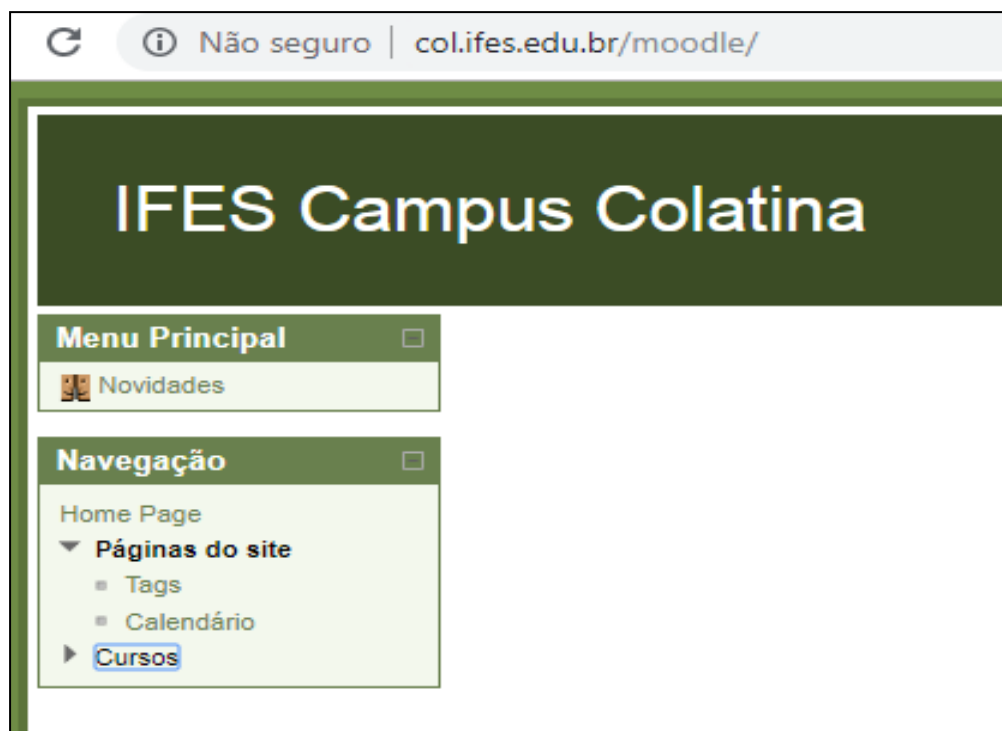 Não seguro | col.ifes.edu.br/moodle/
IFES Campus Colatina
Menu Principal
Novidades
Navegação
Home Page
Páginas do site
Tags
Calendário
Cursos